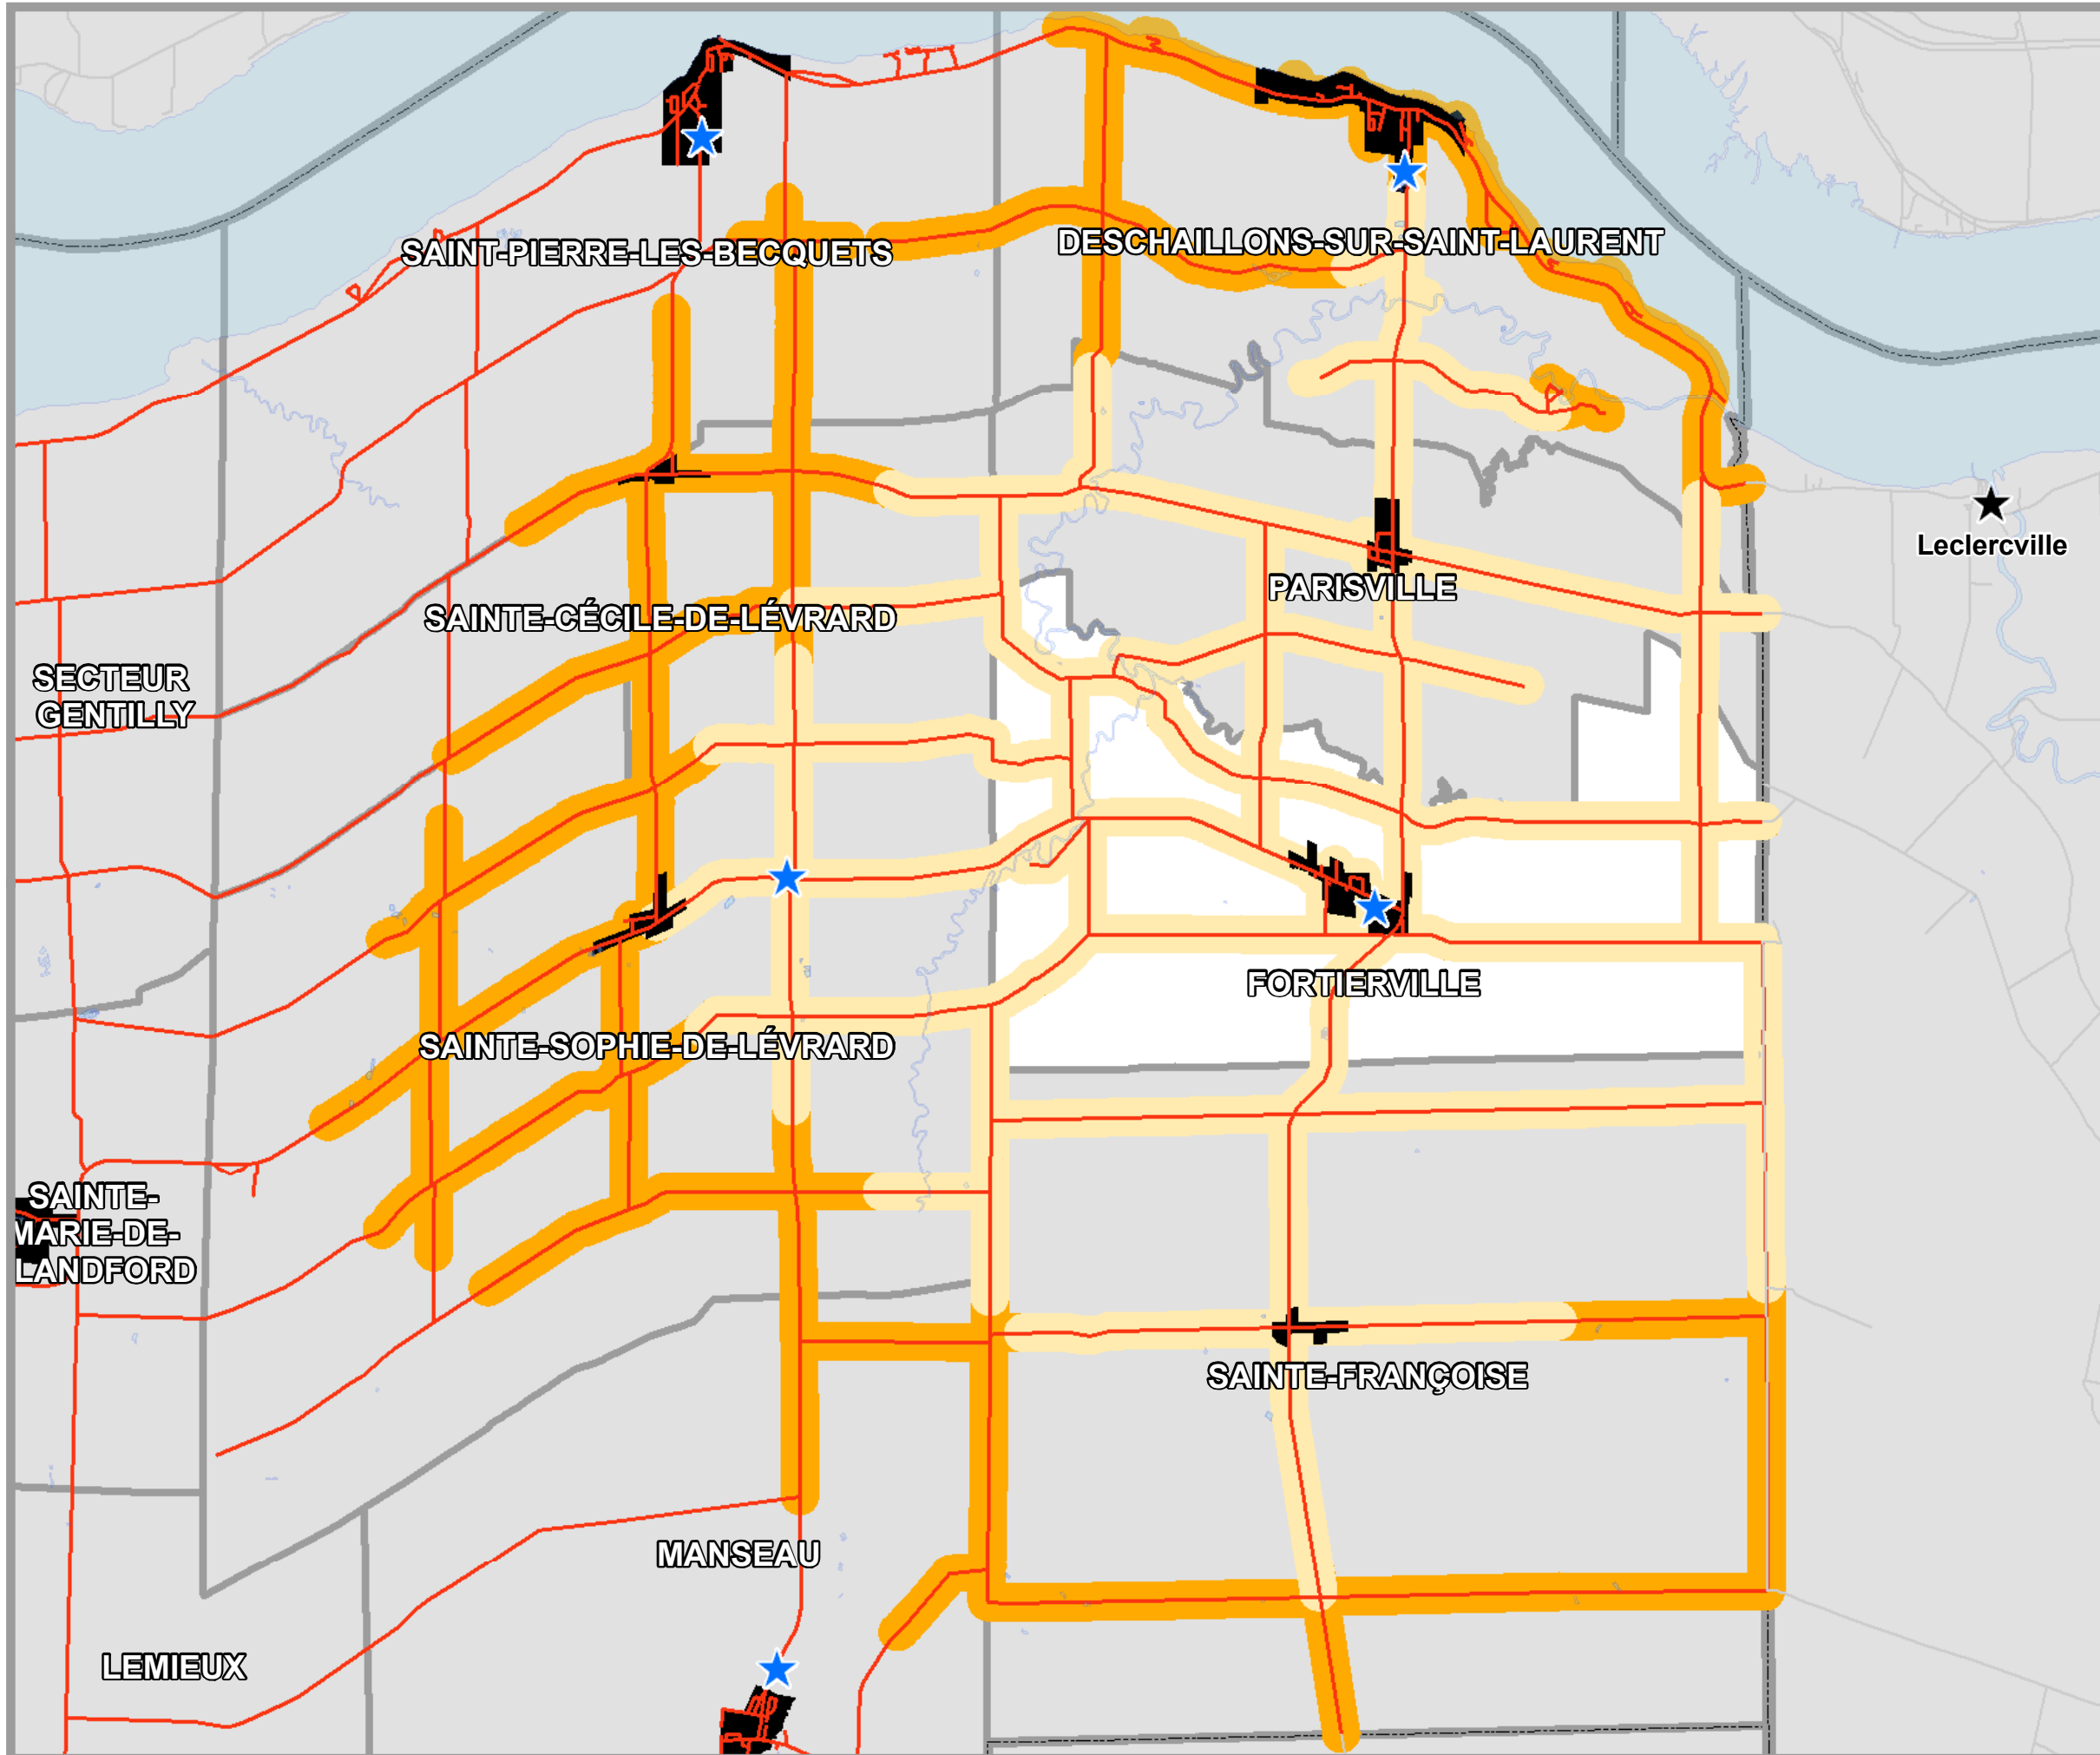 SAINT-PIERRE-LES-BECQUETS
DESCHAILLONS-SUR-SAINT-LAURENT
Leclercville
PARISVILLE
SAINTE-CÉCILE-DE-LÉVRARD
SECTEUR
GENTILLY
FORTIERVILLE
SAINTE-SOPHIE-DE-LÉVRARD
SAINTE-
MARIE-DE-
LANDFORD
SAINTE-FRANÇOISE
MANSEAU
LEMIEUX